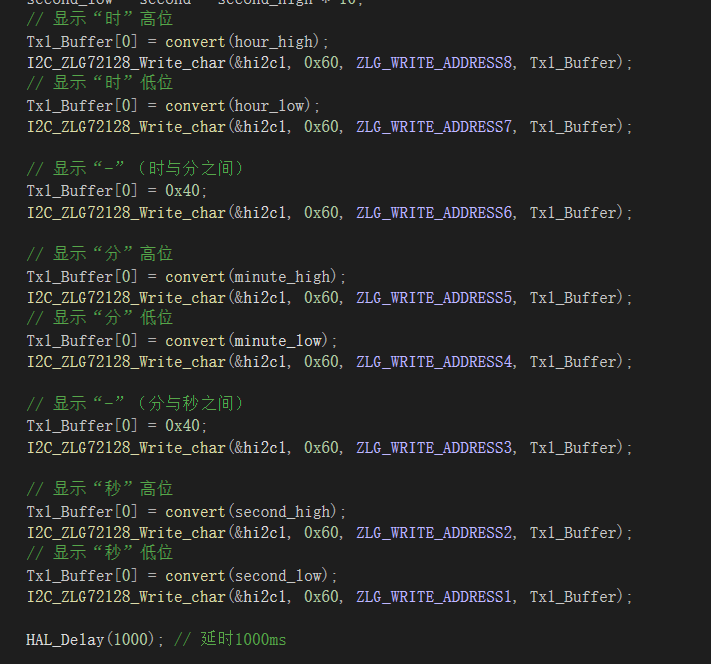 second_low = second - second_high * 10;
// 显示“时”高位
Tx1_Buffer[0] = convert(hour_high);
I2C_ZLG72128_Write_char(&hi2c1, 0x60, ZLG_WRITE_ADDRESS8, Tx1_Buffer);
// 显示“时”低位
Tx1_Buffer[0] = convert(hour_low);
I2C_ZLG72128_Write_char(&hi2c1, 0x60, ZLG_WRITE_ADDRESS7, Tx1_Buffer);
// 显示“-”（时与分之间）
Tx1_Buffer[0] = 0x40;
I2C_ZLG72128_Write_char(&hi2c1, 0x60, ZLG_WRITE_ADDRESS6, Tx1_Buffer);
// 显示“分”高位
Tx1_Buffer[0] = convert(minute_high);
I2C_ZLG72128_Write_char(&hi2c1, 0x60, ZLG_WRITE_ADDRESS5, Tx1_Buffer);
// 显示“分”低位
Tx1_Buffer[0] = convert(minute_low);
I2C_ZLG72128_Write_char(&hi2c1, 0x60, ZLG_WRITE_ADDRESS4, Tx1_Buffer);
// 显示“-”（分与秒之间）
Tx1_Buffer[0] = 0x40;
I2C_ZLG72128_Write_char(&hi2c1, 0x60, ZLG_WRITE_ADDRESS3, Tx1_Buffer);
// 显示“秒”高位
Tx1_Buffer[0] = convert(second_high);
I2C_ZLG72128_Write_char(&hi2c1, 0x60, ZLG_WRITE_ADDRESS2, Tx1_Buffer);
// 显示“秒”低位
Tx1_Buffer[0] = convert(second_low);
I2C_ZLG72128_Write_char(&hi2c1, 0x60, ZLG_WRITE_ADDRESS1, Tx1_Buffer);
HAL_Delay(1000); // 延时1000ms